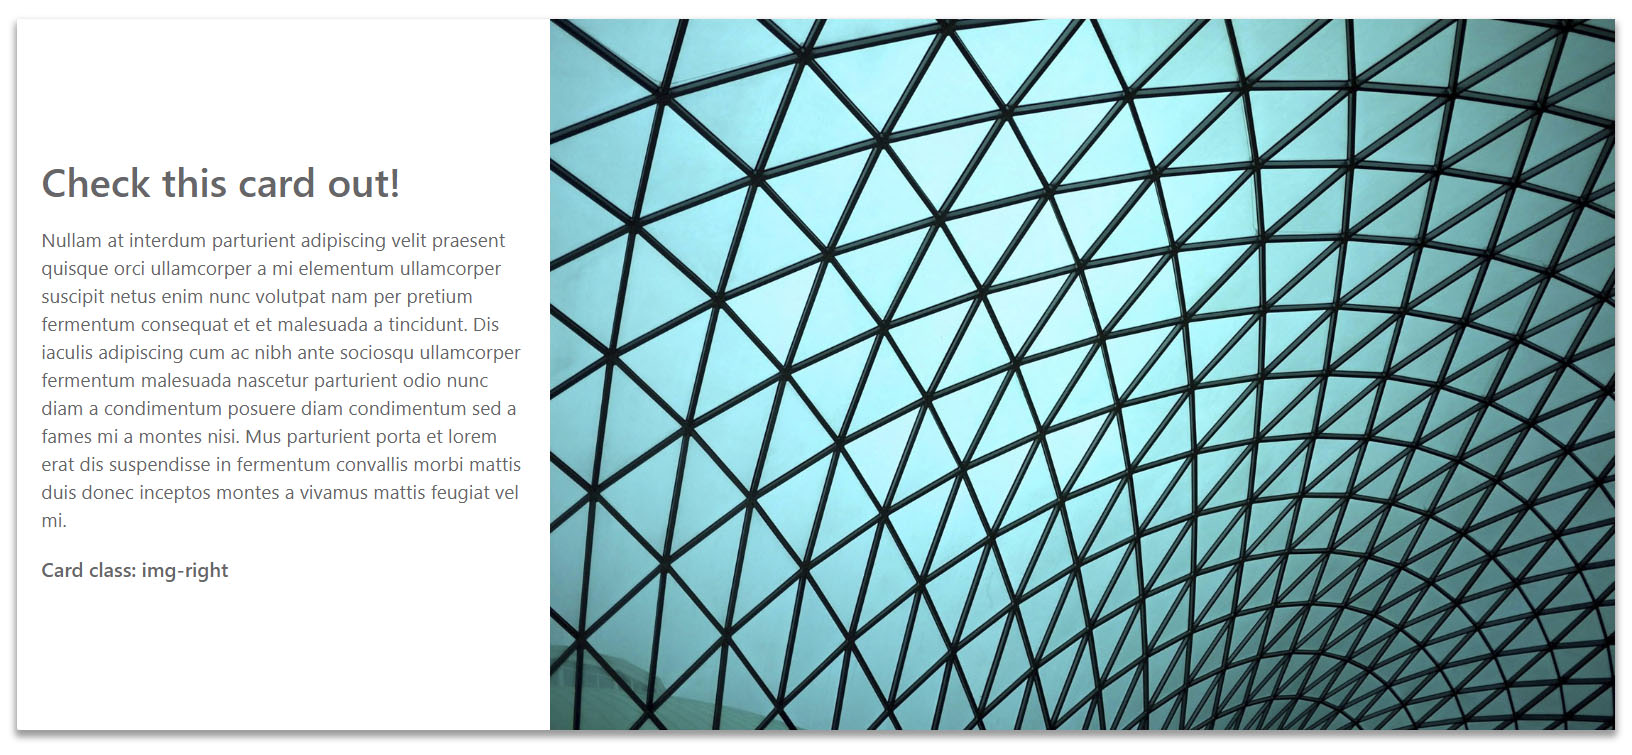 Check this card out!
Nullam at interdum parturient adipiscing velit praesent
quisque orci ullamcorper a mi elementum ullamcorper
suscipit netus enim nunc volutpat nam per pretium
fermentum consequat et et malesuada a tincidunt. Dis
iaculis adipiscing cum ac nibh ante sociosqu ullamcorper
fermentum malesuada nascetur parturient odio nunc
diam a condimentum posuere diam condimentum sed a
fames mi a montes nisi. Mus parturient porta et lorem
erat dis suspendisse in fermentum convallis morbi mattis
duis donec inceptos montes a vivamus mattis feugiat vel
mi.
Card class: img-right